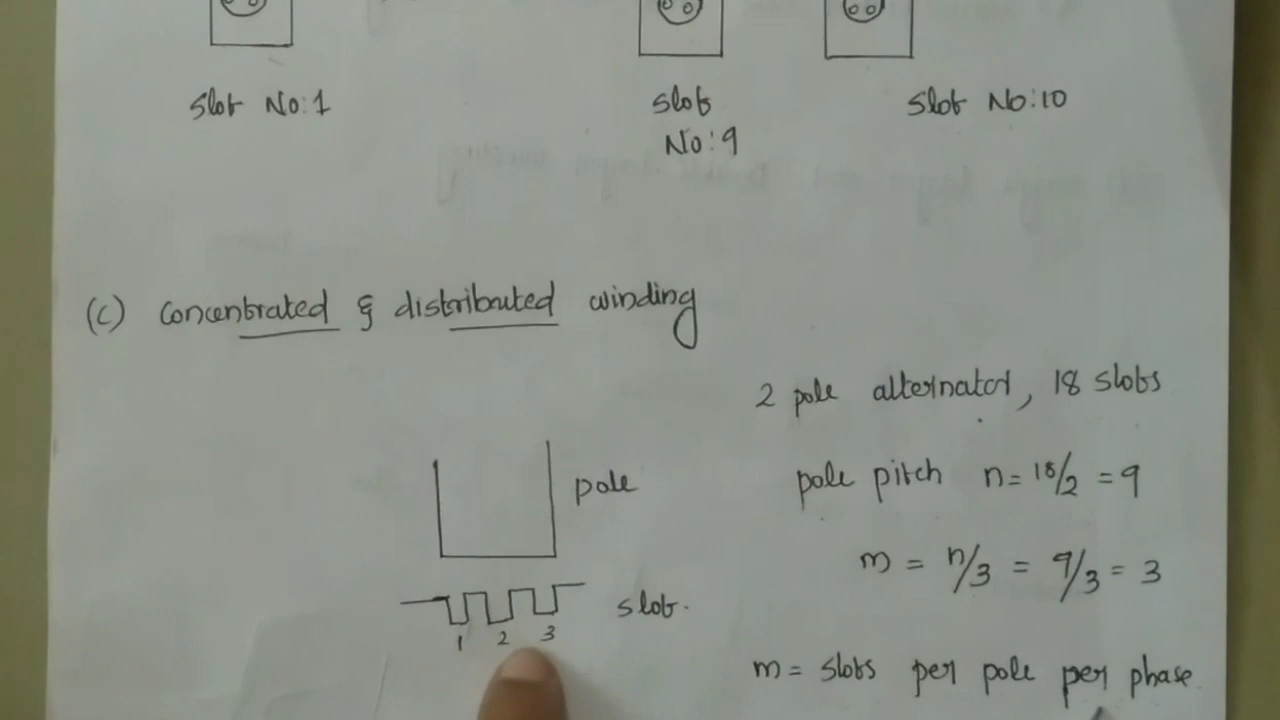 Slot No:1
Slots No:9
Slot No:10
(c) Concentrated & distributed winding
2 pole alternator, 18 slots
pole pitch n = 18/2 = 9
m = n/3 = 9/3 = 3
m = slots per pole per phase
pole
slot.
1 2 3